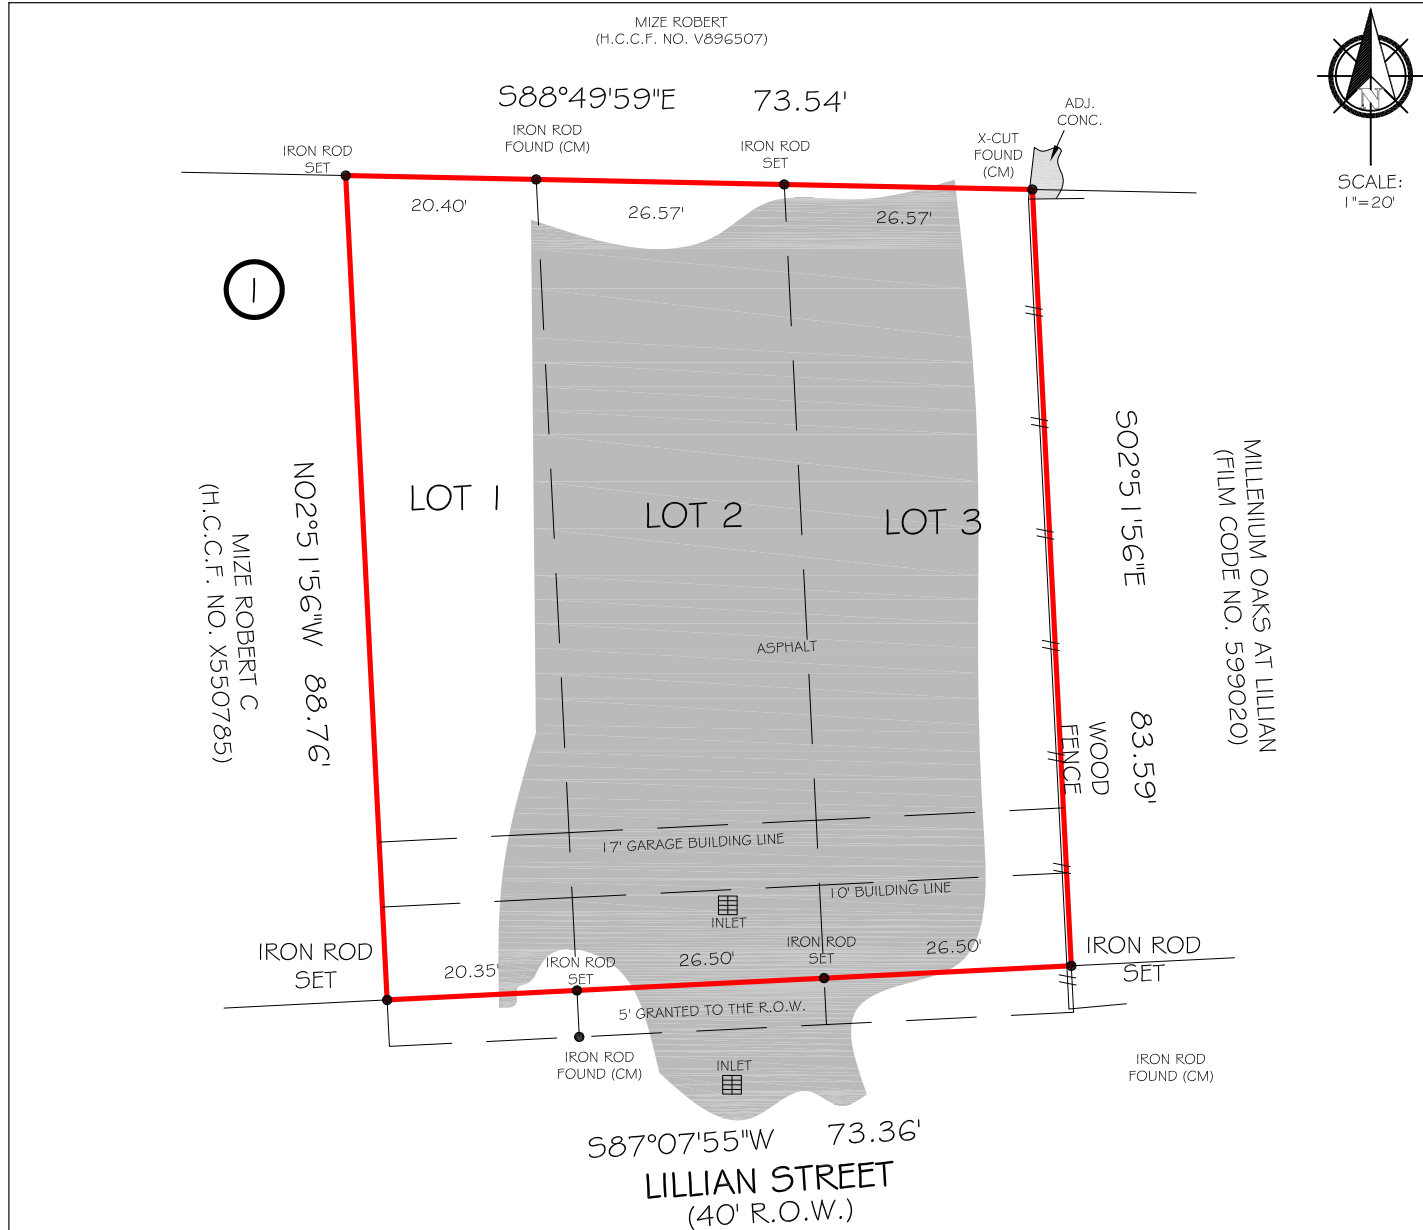 MIZE ROBERT
(H.C.C.F. NO. V896507)
S88°49'59"E 73.54'
ADJ.
CONC.
IRON ROD
FOUND (CM)
IRON ROD
SET
X-CUT
FOUND
(CM)
IRON ROD
SET
N
SCALE:
1"=20'
20.40'
26.57'
26.57'
1
LOT 1
LOT 2
LOT 3
N02°51'56"W 88.76'
MIZE ROBERT C
(H.C.C.F. NO. X550785)
S02°51'56"E 83.59'
MILLENIUM OAKS AT LILLIAN
(FILM CODE NO. 599020)
ASPHALT
WOOD
FENCE
17' GARAGE BUILDING LINE
10' BUILDING LINE
INLET
IRON ROD
SET
IRON ROD
SET
26.50'
26.50'
20.35'
IRON ROD
SET
IRON ROD
SET
5' GRANTED TO THE R.O.W.
IRON ROD
FOUND (CM)
INLET
IRON ROD
FOUND (CM)
S87°07'55"W 73.36'
LILLIAN STREET
(40' R.O.W.)